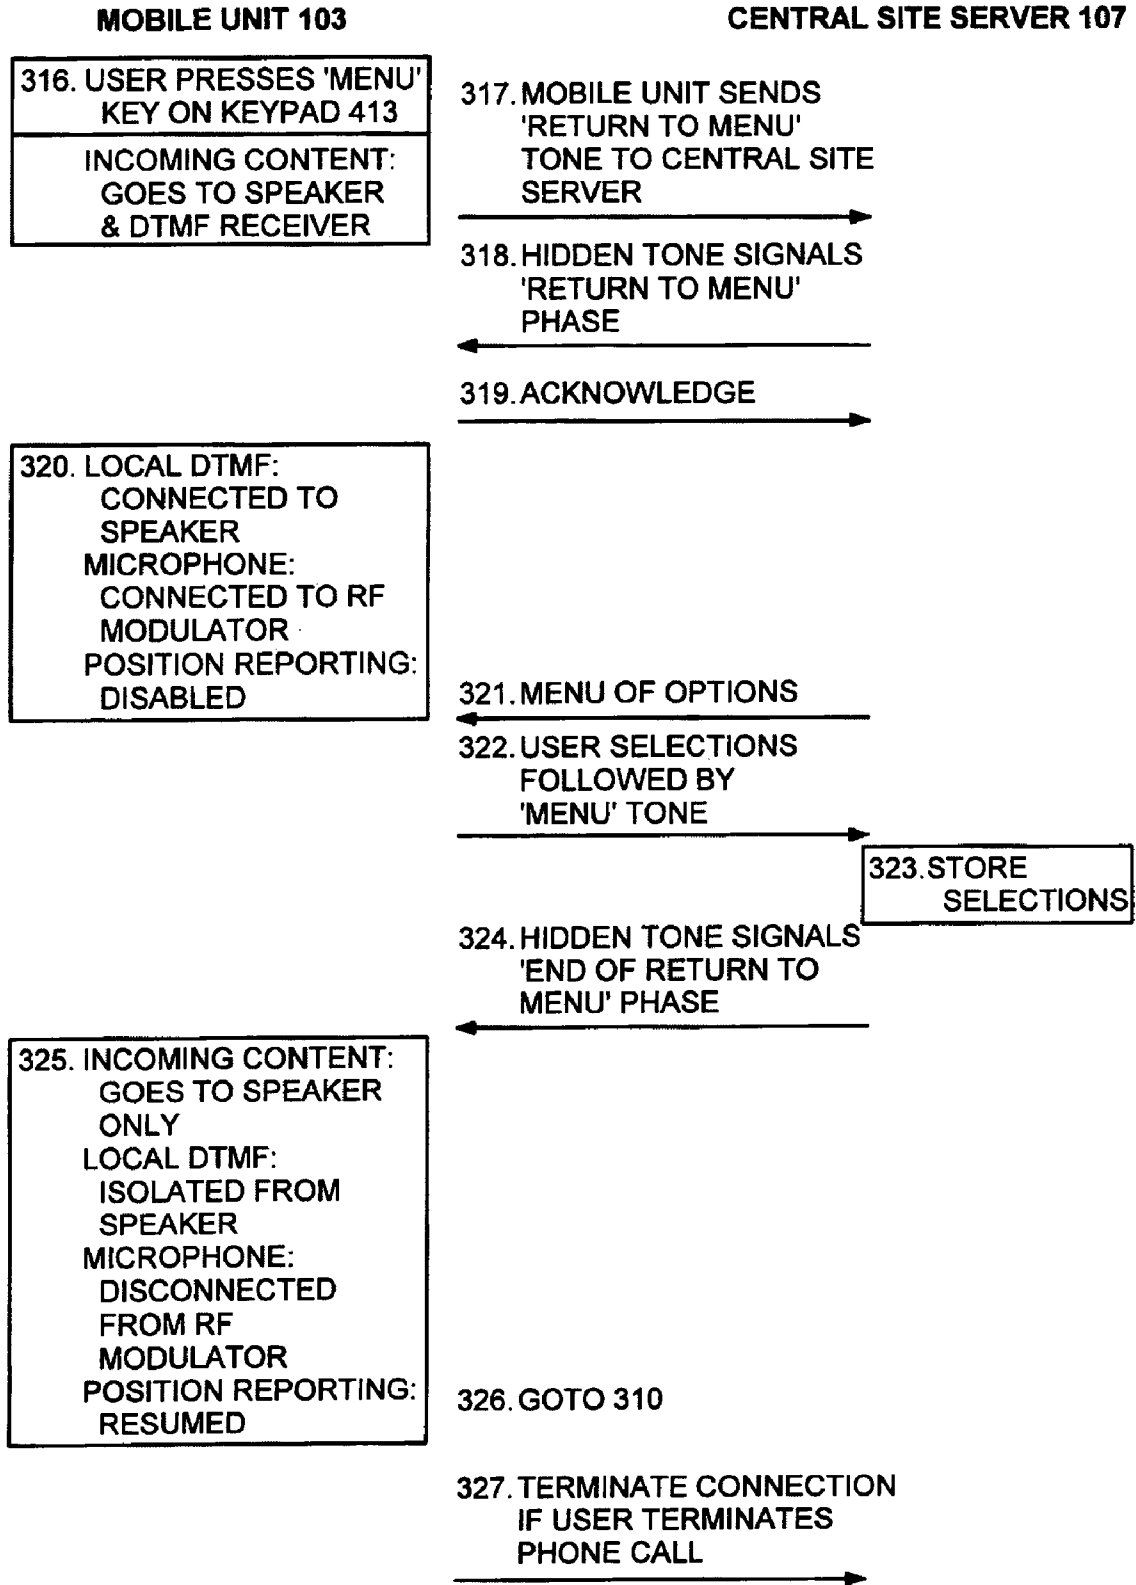 MOBILE UNIT 103
CENTRAL SITE SERVER 107
316. USER PRESSES 'MENU'
KEY ON KEYPAD 413
INCOMING CONTENT:
GOES TO SPEAKER
& DTMF RECEIVER
317. MOBILE UNIT SENDS
'RETURN TO MENU'
TONE TO CENTRAL SITE
SERVER
318. HIDDEN TONE SIGNALS
'RETURN TO MENU'
PHASE
319. ACKNOWLEDGE
320. LOCAL DTMF:
CONNECTED TO
SPEAKER
MICROPHONE:
CONNECTED TO RF
MODULATOR
POSITION REPORTING:
DISABLED
321. MENU OF OPTIONS
322. USER SELECTIONS
FOLLOWED BY
'MENU' TONE
323. STORE
SELECTIONS
324. HIDDEN TONE SIGNALS
'END OF RETURN TO
MENU' PHASE
325. INCOMING CONTENT:
GOES TO SPEAKER
ONLY
LOCAL DTMF:
ISOLATED FROM
SPEAKER
MICROPHONE:
DISCONNECTED
FROM RF
MODULATOR
POSITION REPORTING:
RESUMED
326. GOTO 310
327. TERMINATE CONNECTION
IF USER TERMINATES
PHONE CALL